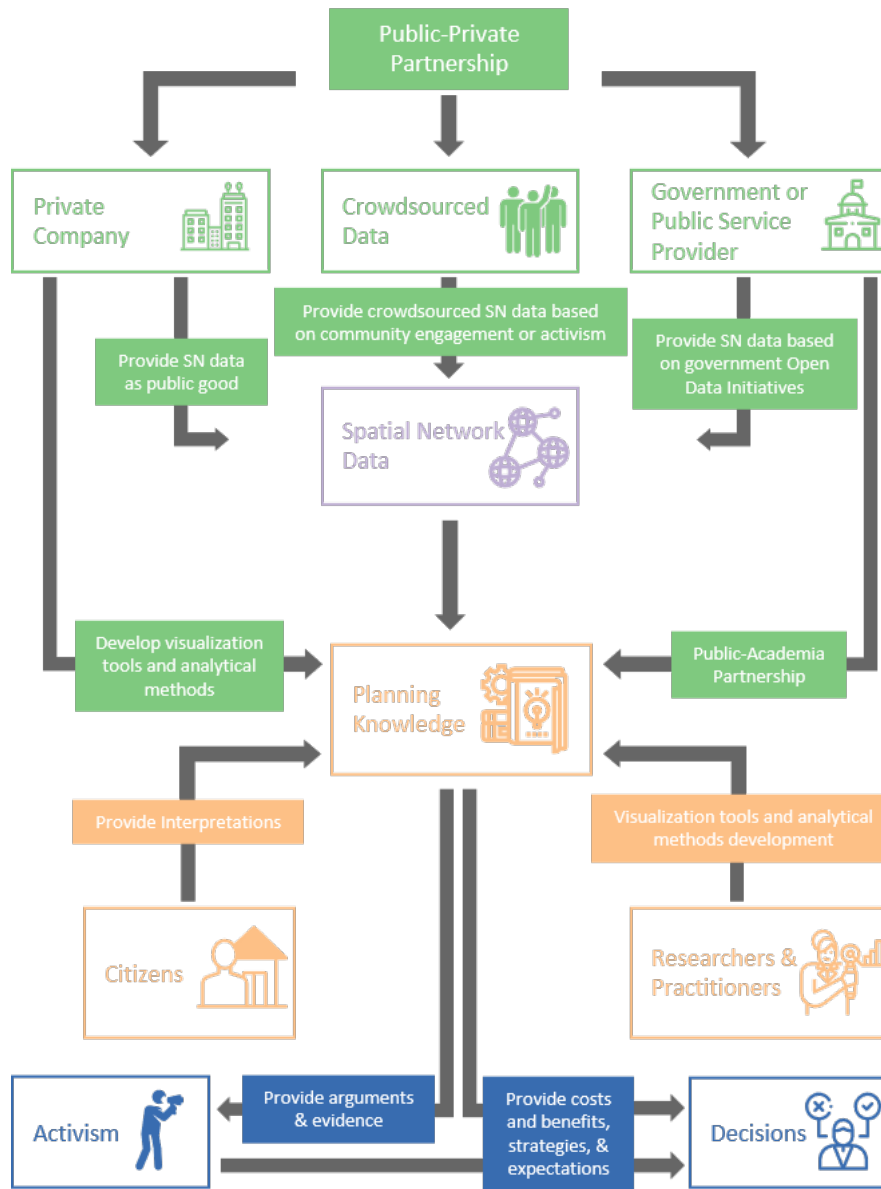 Public-Private
Partnership
Private
Company
Crowdsourced
Data
Government or
Public Service
Provider
Provide SN data
as public good
Provide crowdsourced SN data based
on community engagement or activism
Provide SN data based
on government Open
Data Initiatives
Spatial Network
Data
Develop visualization
tools and analytical
methods
Public-Academia
Partnership
Planning
Knowledge
Provide Interpretations
Visualization tools and analytical
methods development
Citizens
Researchers &
Practitioners
Activism
Provide arguments
& evidence
Provide costs
and benefits,
strategies, &
expectations
Decisions